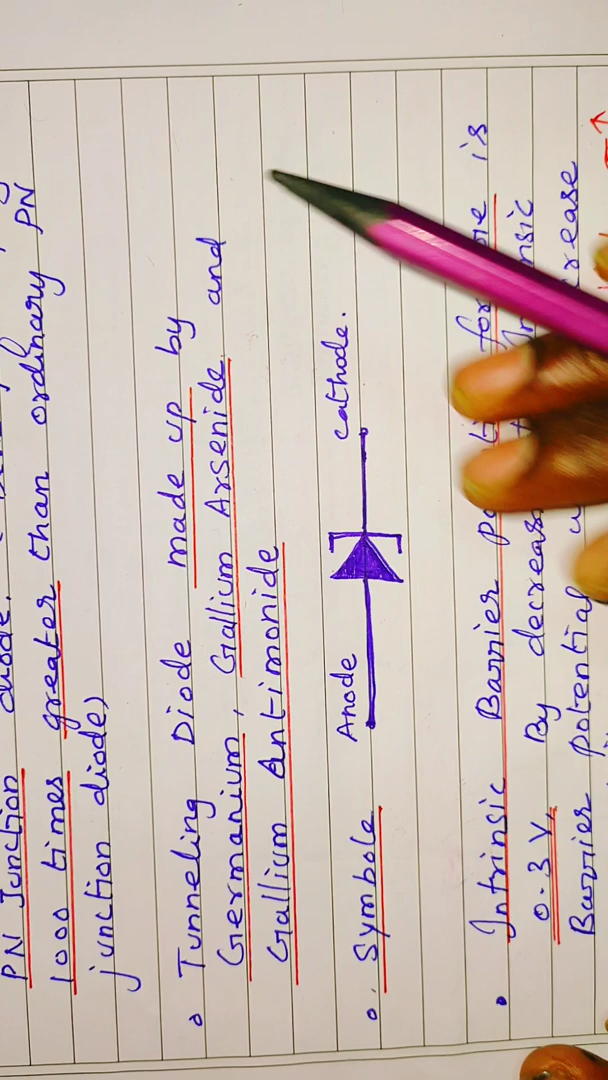 PN Junction diode.
1000 times greater than ordinary PN
junction diode)
Tunneling Diode made up by
Germanium, Gallium Arsenide and
Gallium Antimonide
Symbole
Anode
Cathode.
Intrinsic Barrier is
0.3 V. By
Barrier potential